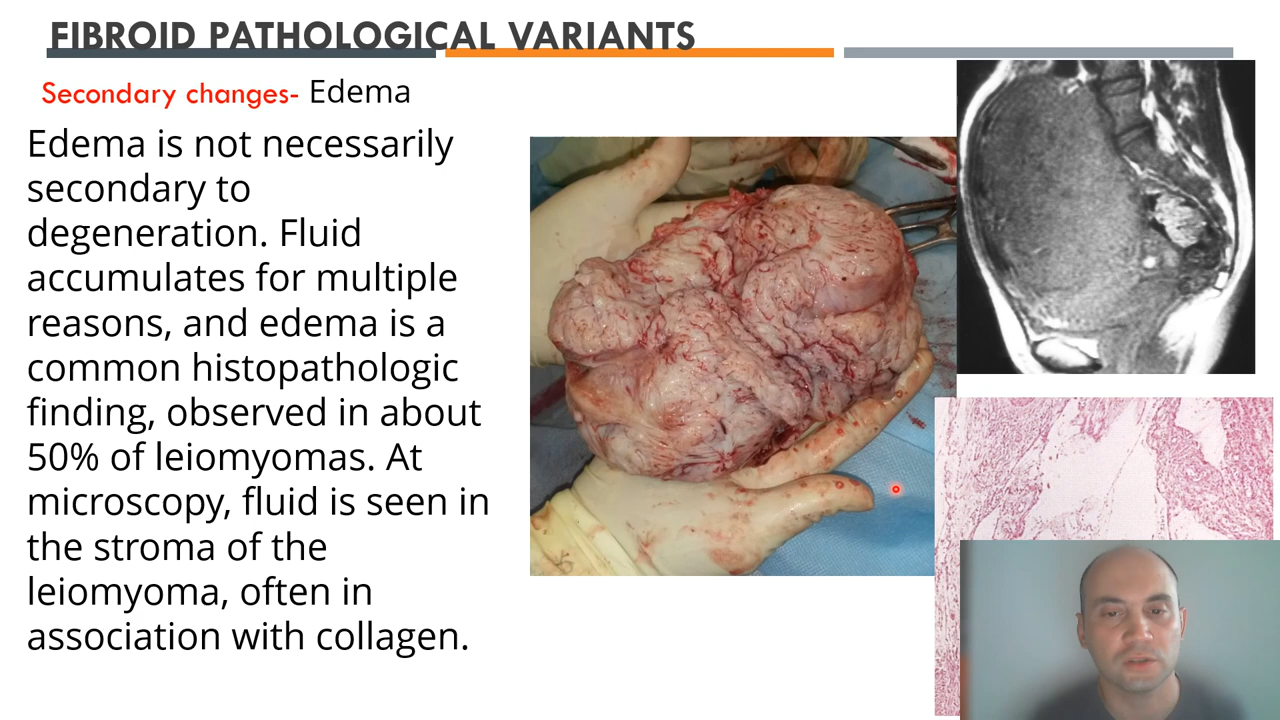 FIBROID PATHOLOGICAL VARIANTS
Secondary changes- Edema
Edema is not necessarily
secondary to
degeneration. Fluid
accumulates for multiple
reasons, and edema is a
common histopathologic
finding, observed in about
50% of leiomyomas. At
microscopy, fluid is seen in
the stroma of the
leiomyoma, often in
association with collagen.